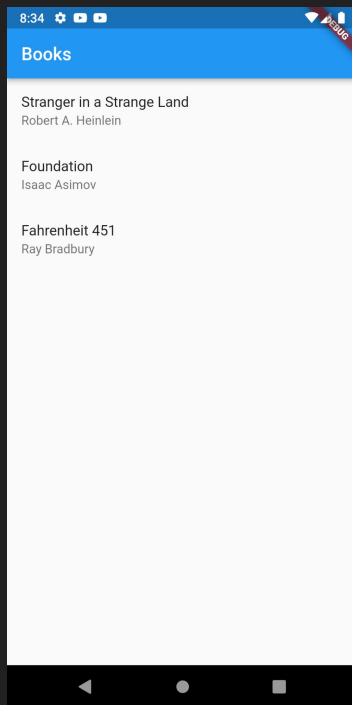 8:34
DEBUG
Books
Stranger in a Strange Land
Robert A. Heinlein
Foundation
Isaac Asimov
Fahrenheit 451
Ray Bradbury